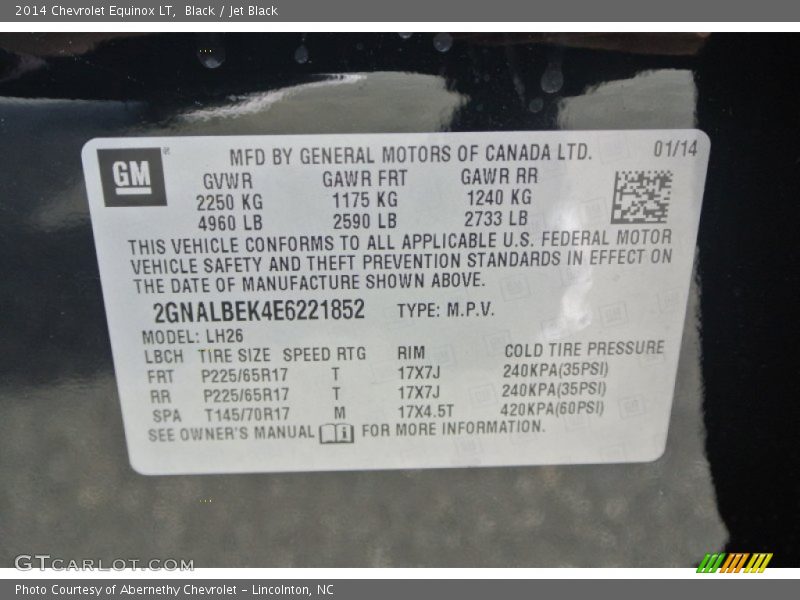 2014 Chevrolet Equinox LT, Black / Jet Black
GM ® MFD BY GENERAL MOTORS OF CANADA LTD. 01/14
GVWR GAWR FRT GAWR RR
2250 KG 1175 KG 1240 KG
4960 LB 2590 LB 2733 LB
THIS VEHICLE CONFORMS TO ALL APPLICABLE U.S. FEDERAL MOTOR
VEHICLE SAFETY AND THEFT PREVENTION STANDARDS IN EFFECT ON
THE DATE OF MANUFACTURE SHOWN ABOVE.
2GNALBEK4E6221852 TYPE: M.P.V.
MODEL: LH26
LBCH TIRE SIZE SPEED RTG RIM COLD TIRE PRESSURE
FRT P225/65R17 T 17X7J 240KPA(35PSI)
RR P225/65R17 T 17X7J 240KPA(35PSI)
SPA T145/70R17 M 17X4.5T 420KPA(60PSI)
SEE OWNER'S MANUAL i FOR MORE INFORMATION.
GTCARLOT.COM
Photo Courtesy of Abernethy Chevrolet – Lincolnton, NC